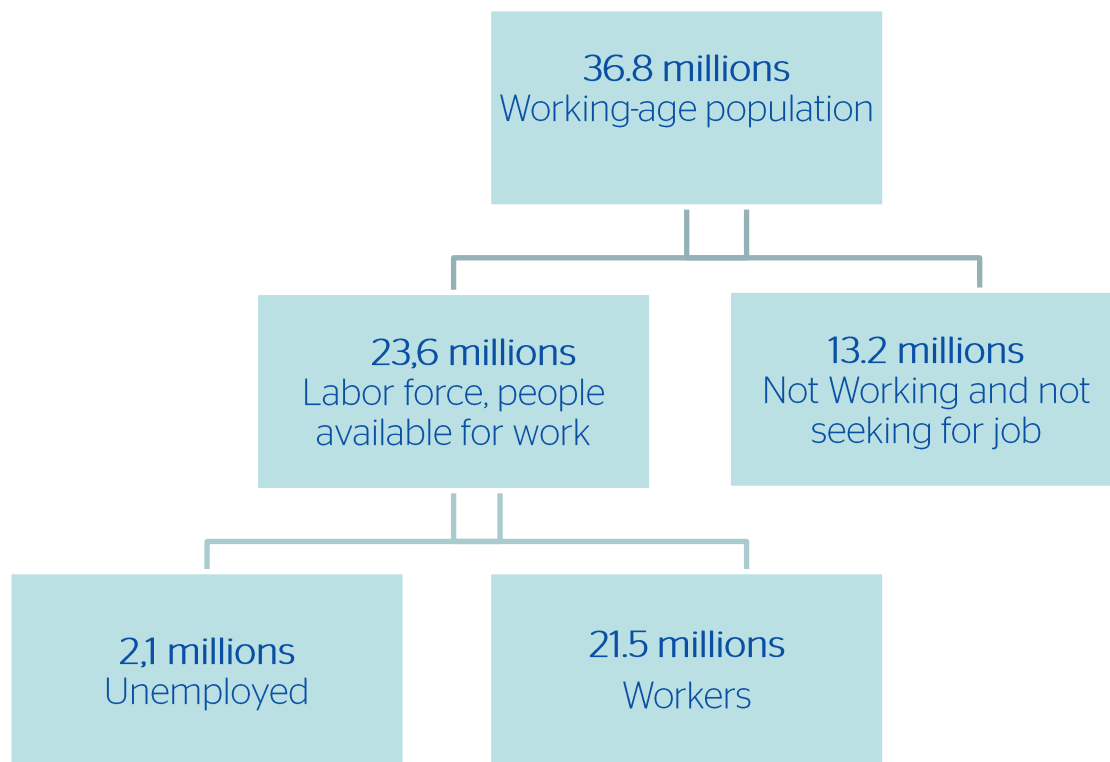 36.8 millions
Working-age population
23,6 millions
Labor force, people
available for work
13.2 millions
Not Working and not
seeking for job
2,1 millions
Unemployed
21.5 millions
Workers